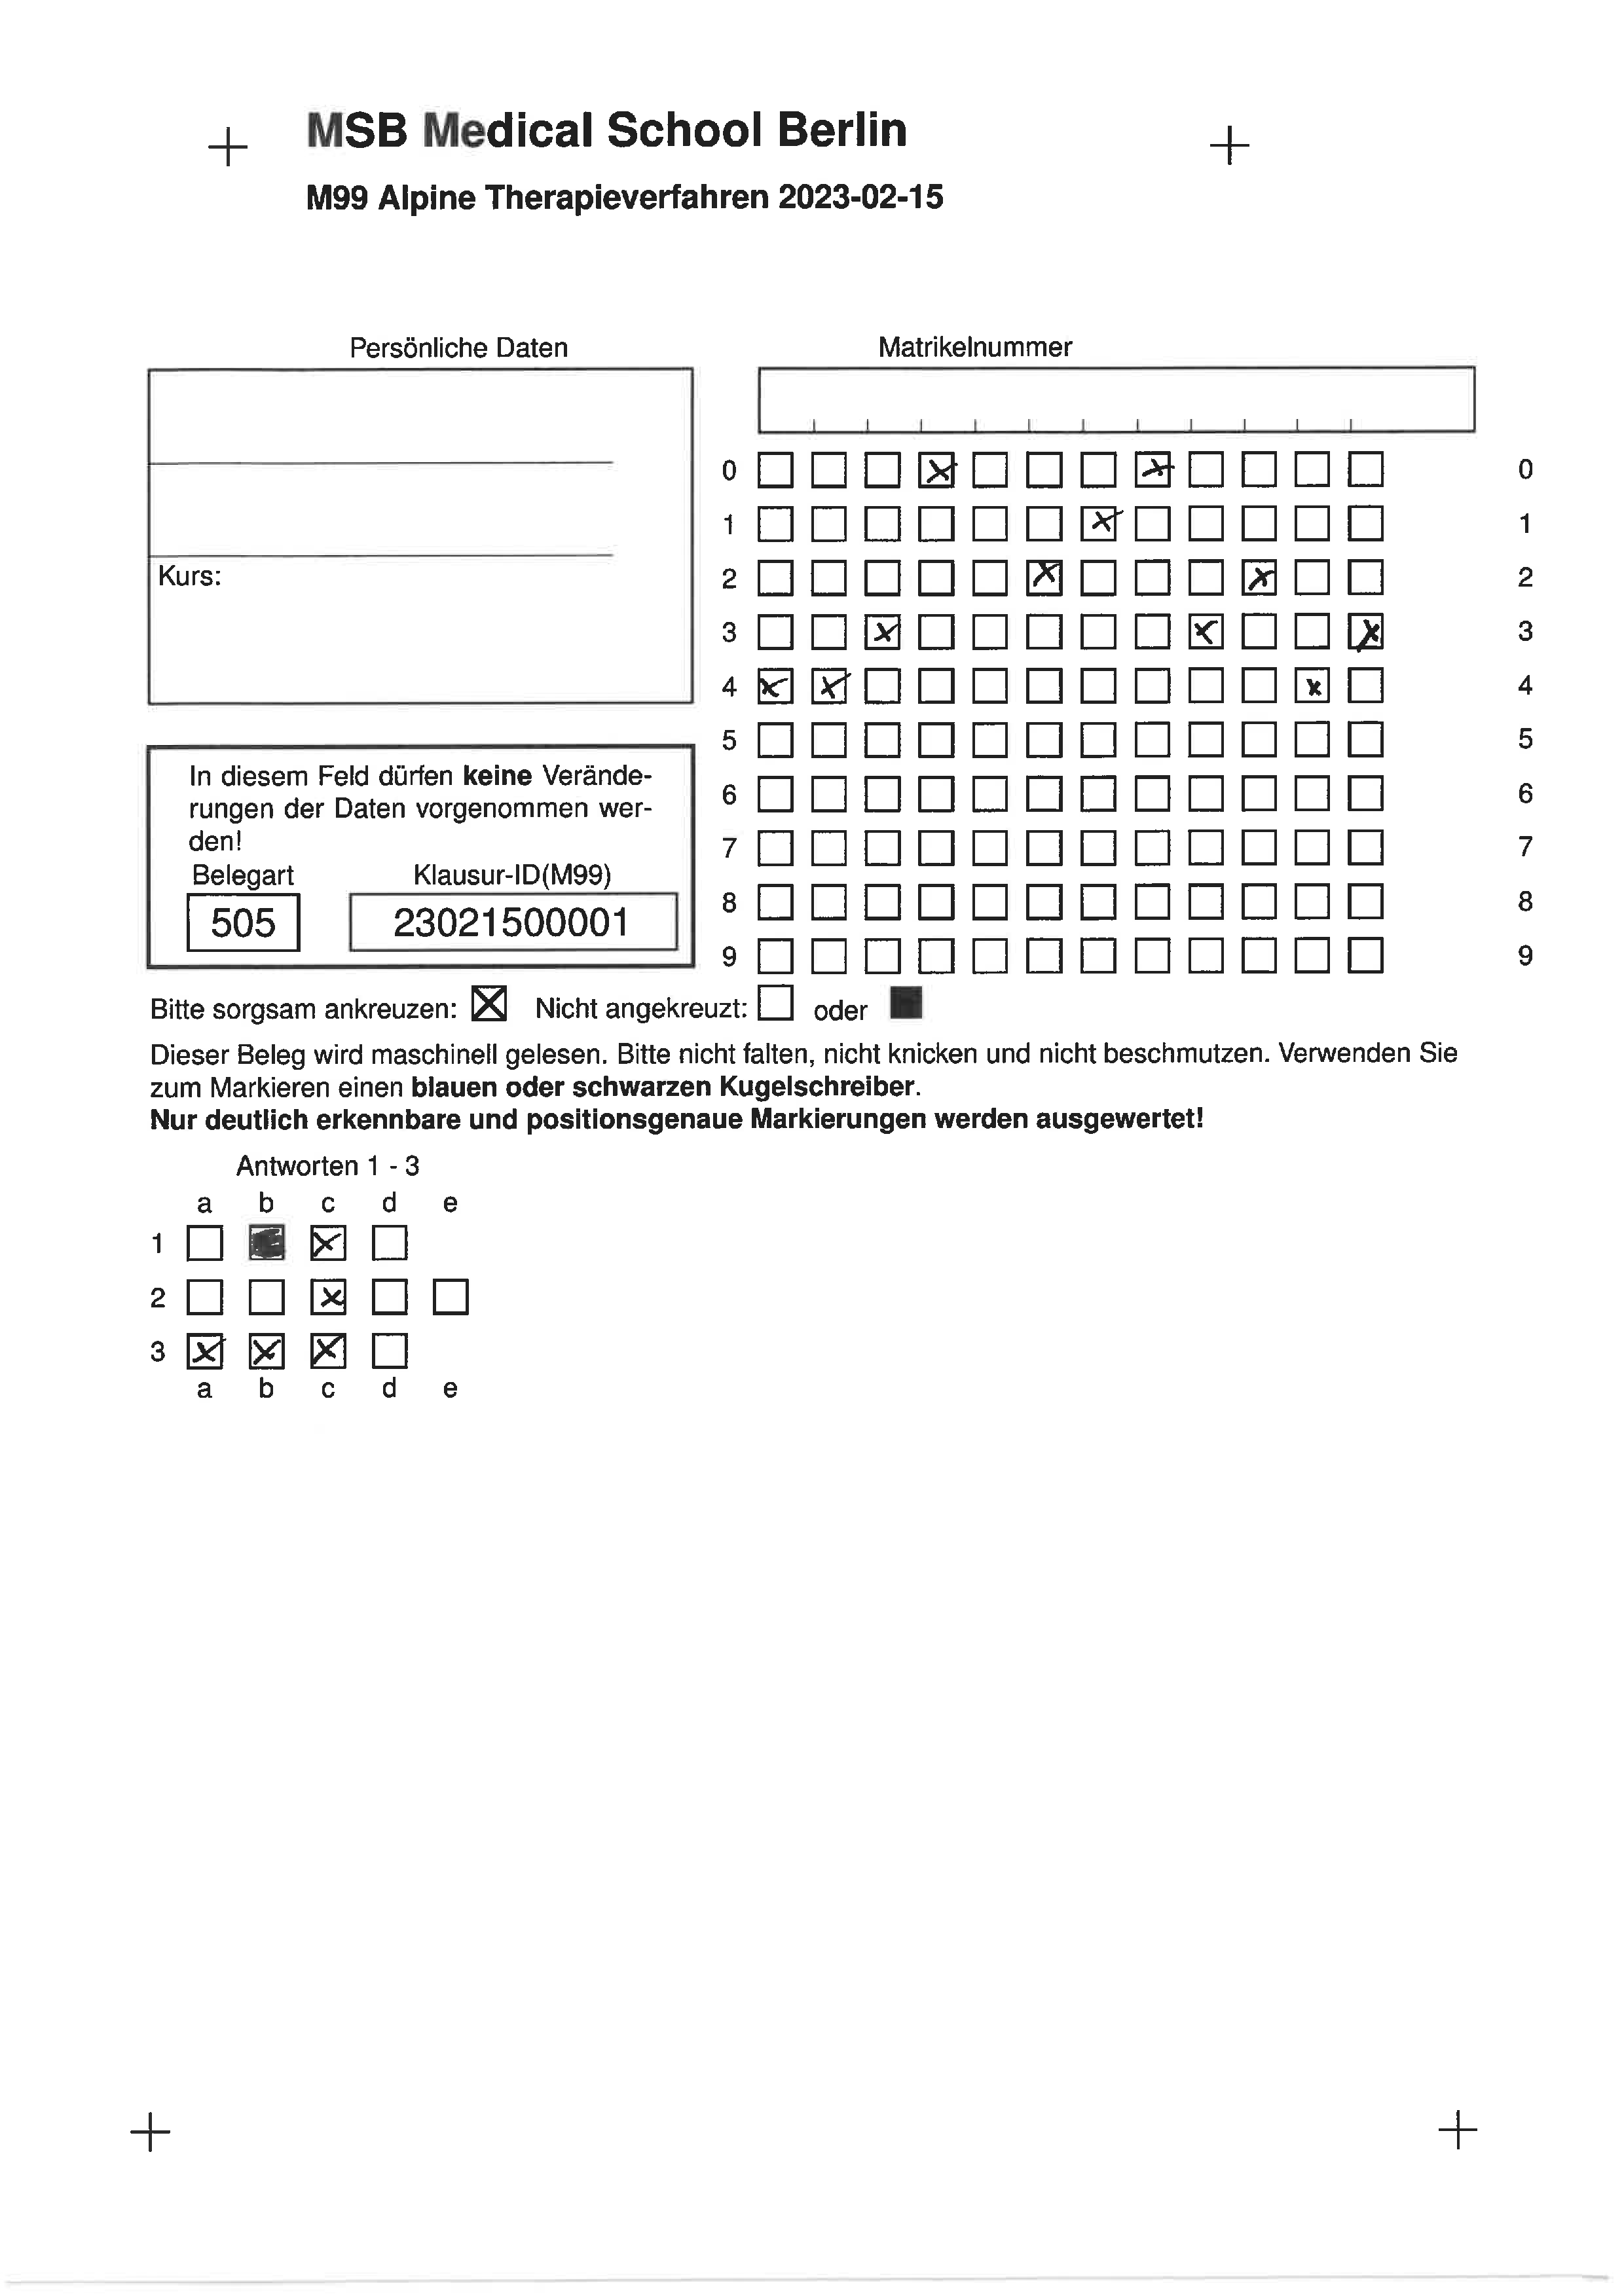 MSB Medical School Berlin
M99 Alpine Therapieverfahren 2023-02-15
Persönliche Daten
Kurs:
Matrikelnummer
0 0
1 1
2 2
3 3
4 4
5 5
6 6
7 7
8 8
9 9
In diesem Feld dürfen keine Verände-
rungen der Daten vorgenommen wer-
den!
Belegart Klausur-ID(M99)
505 23021500001
Bitte sorgsam ankreuzen: Nicht angekreuzt: oder
Dieser Beleg wird maschinell gelesen. Bitte nicht falten, nicht knicken und nicht beschmutzen. Verwenden Sie
zum Markieren einen blauen oder schwarzen Kugelschreiber.
Nur deutlich erkennbare und positionsgenaue Markierungen werden ausgewertet!
Antworten 1 - 3
a b c d e
1
2
3
a b c d e